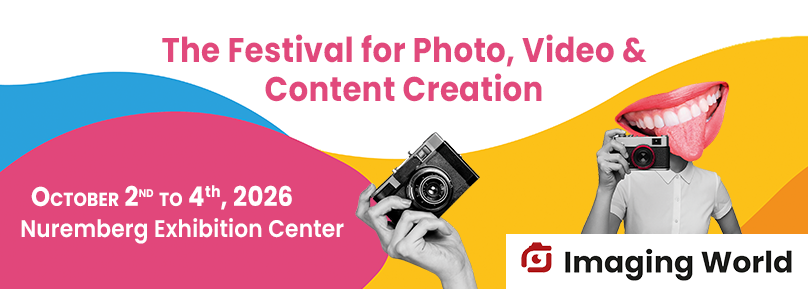 The Festival for Photo, Video &
Content Creation
October 2nd to 4th, 2026
Nuremberg Exhibition Center
Imaging World